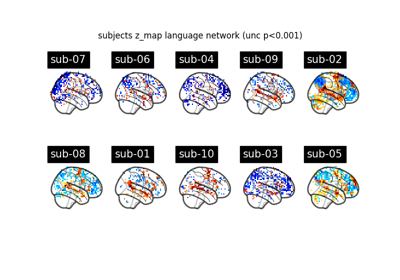 subjects z_map language network (unc p<0.001)
sub-07 sub-06 sub-04 sub-09 sub-02
sub-08 sub-01 sub-10 sub-03 sub-05